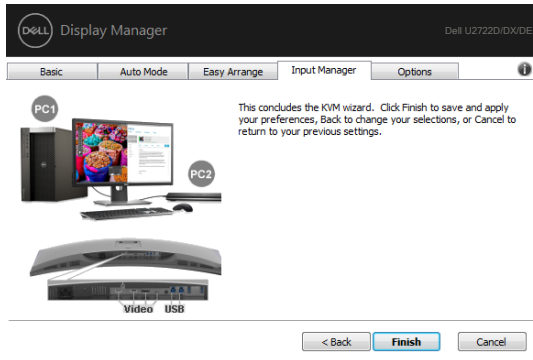 DELL Display Manager
Dell U2722D/DX/DE
Basic Auto Mode Easy Arrange Input Manager Options
PC1
PC2
This concludes the KVM wizard. Click Finish to save and apply
your preferences, Back to change your selections, or Cancel to
return to your previous settings.
Video USB
< Back Finish Cancel